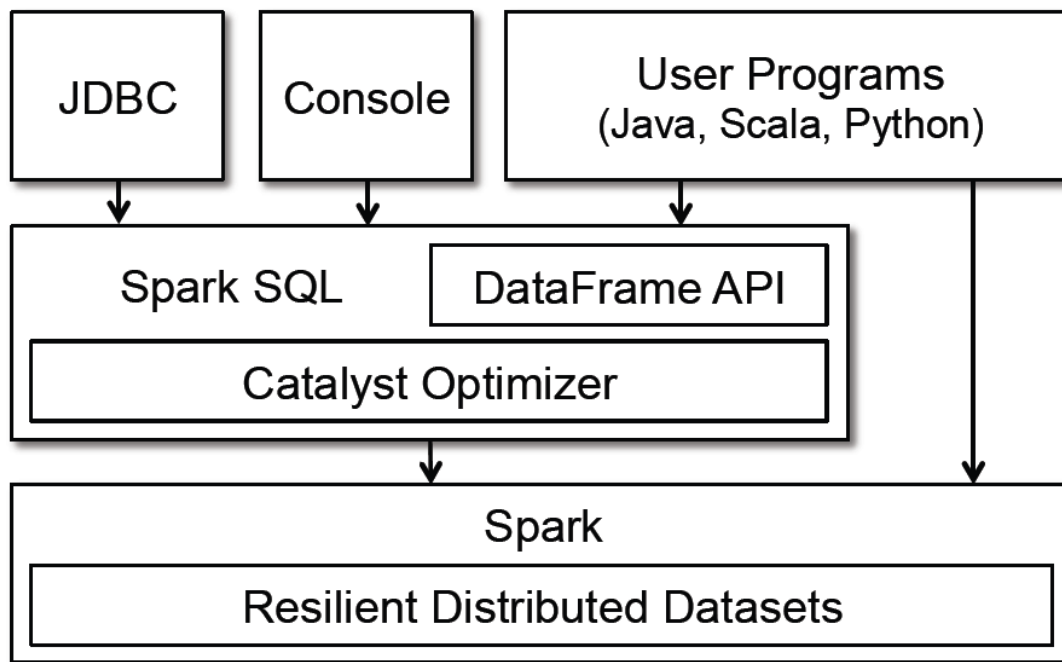 JDBC
Console
User Programs
(Java, Scala, Python)
Spark SQL
DataFrame API
Catalyst Optimizer
Spark
Resilient Distributed Datasets